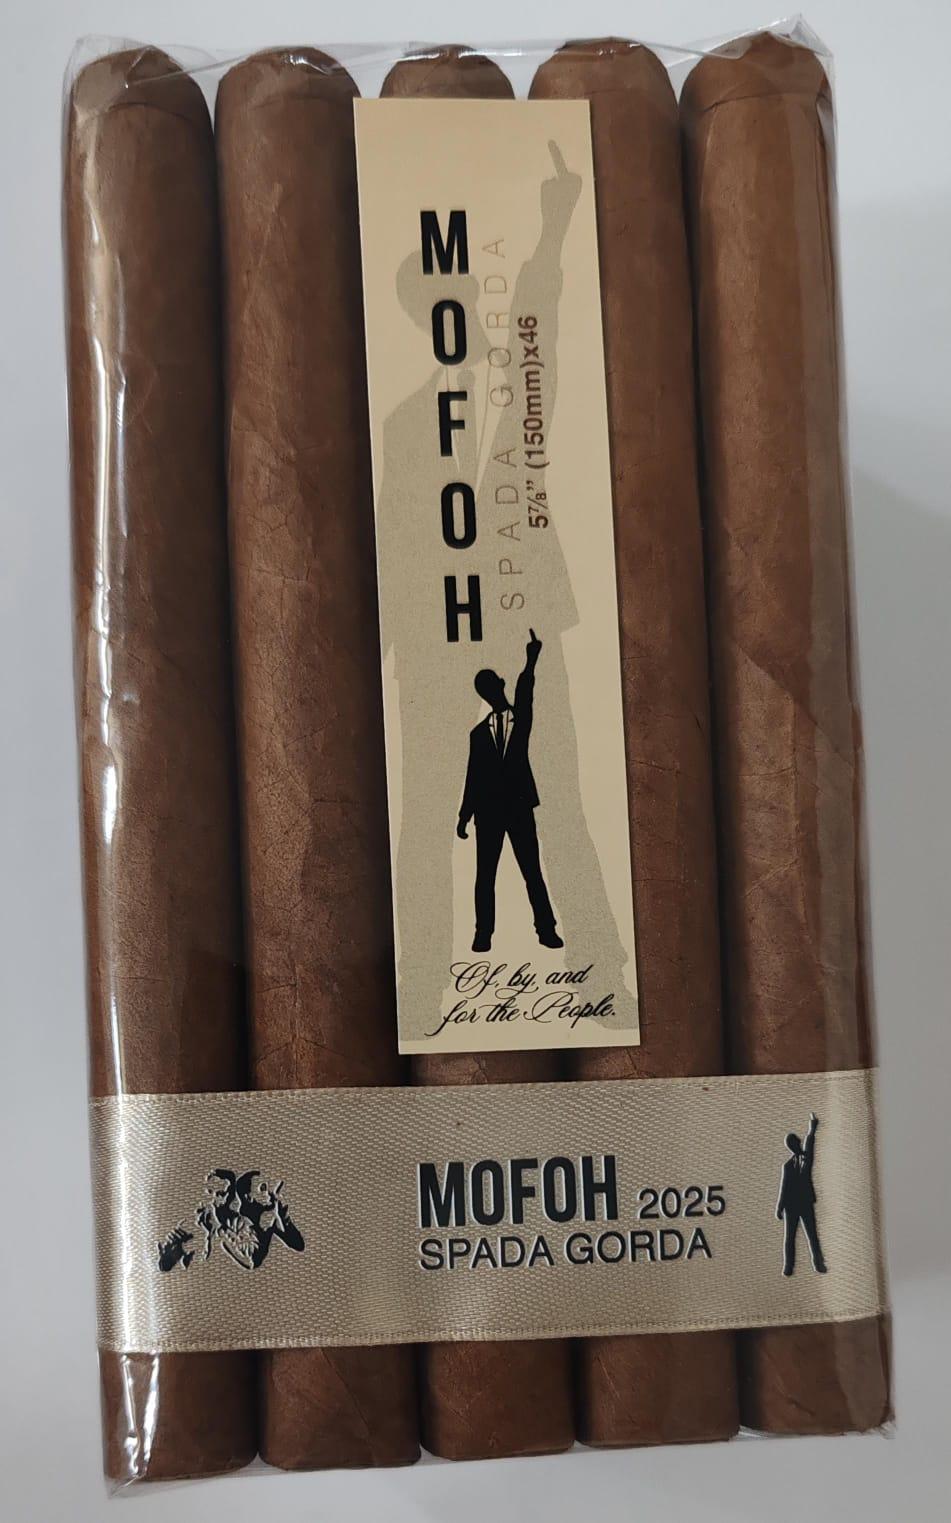 MOFOH
SPADA GORDA
5⅞” (150mm)x46
Of, by, and
for the People.
MOFOH 2025
SPADA GORDA